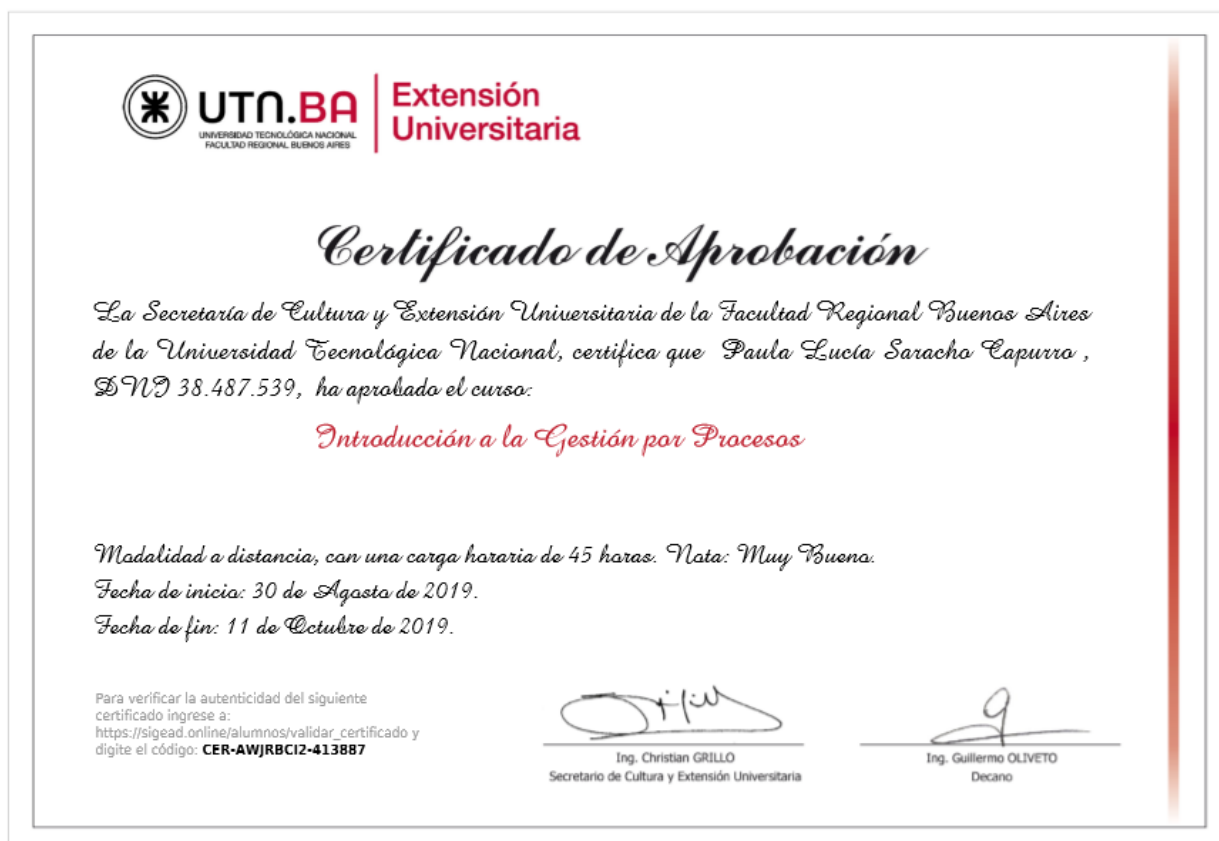 UTN.BA
UNIVERSIDAD TECNOLÓGICA NACIONAL
FACULTAD REGIONAL BUENOS AIRES
Extensión
Universitaria
Certificado de Aprobación
La Secretaría de Cultura y Extensión Universitaria de la Facultad Regional Buenos Aires
de la Universidad Tecnológica Nacional, certifica que Paula Lucía Saracho Capurro ,
DNI 38.487.539, ha aprobado el curso:
Introducción a la Gestión por Procesos
Modalidad a distancia, con una carga horaria de 45 horas. Nota: Muy Bueno.
Fecha de inicio: 30 de Agosto de 2019.
Fecha de fin: 11 de Octubre de 2019.
Para verificar la autenticidad del siguiente
certificado ingrese a:
https://sigead.online/alumnos/validar_certificado y
digite el código: CER-AWJRBCI2-413887
Ing. Christian GRILLO
Secretario de Cultura y Extensión Universitaria
Ing. Guillermo OLIVETO
Decano